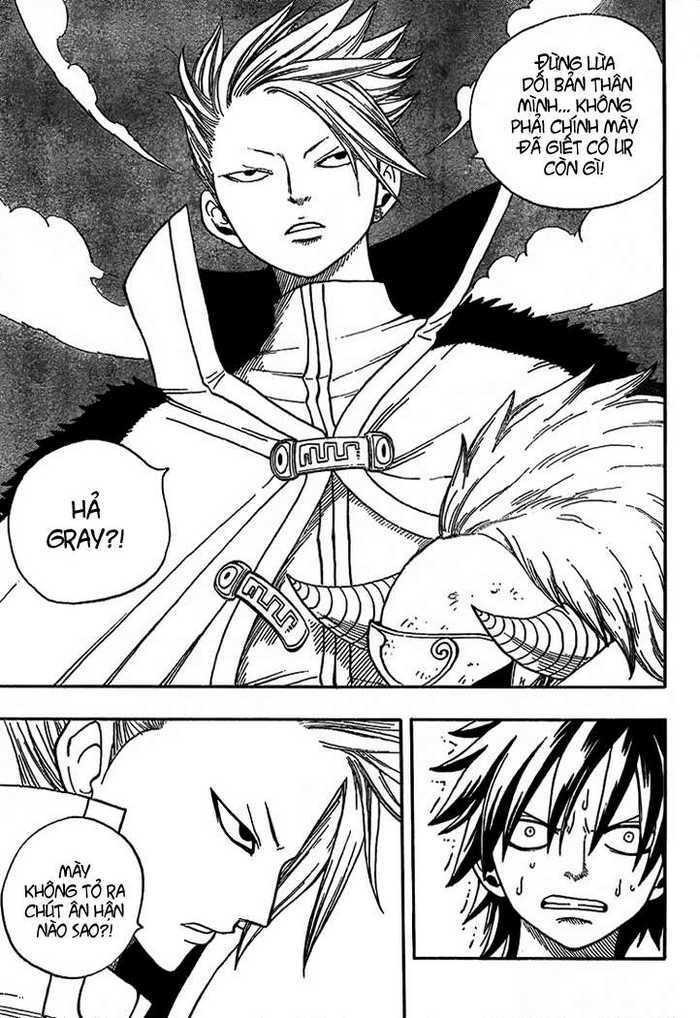 ĐỪNG LỪA
DỐI BẢN THÂN
MÌNH... KHÔNG
PHẢI CHÍNH MÀY
ĐÃ GIẾT CÔ UR
CÒN GÌ!
HẢ
GRAY?!
MÀY
KHÔNG TỎ RA
CHÚT ÂN HẬN
NÀO SAO?!